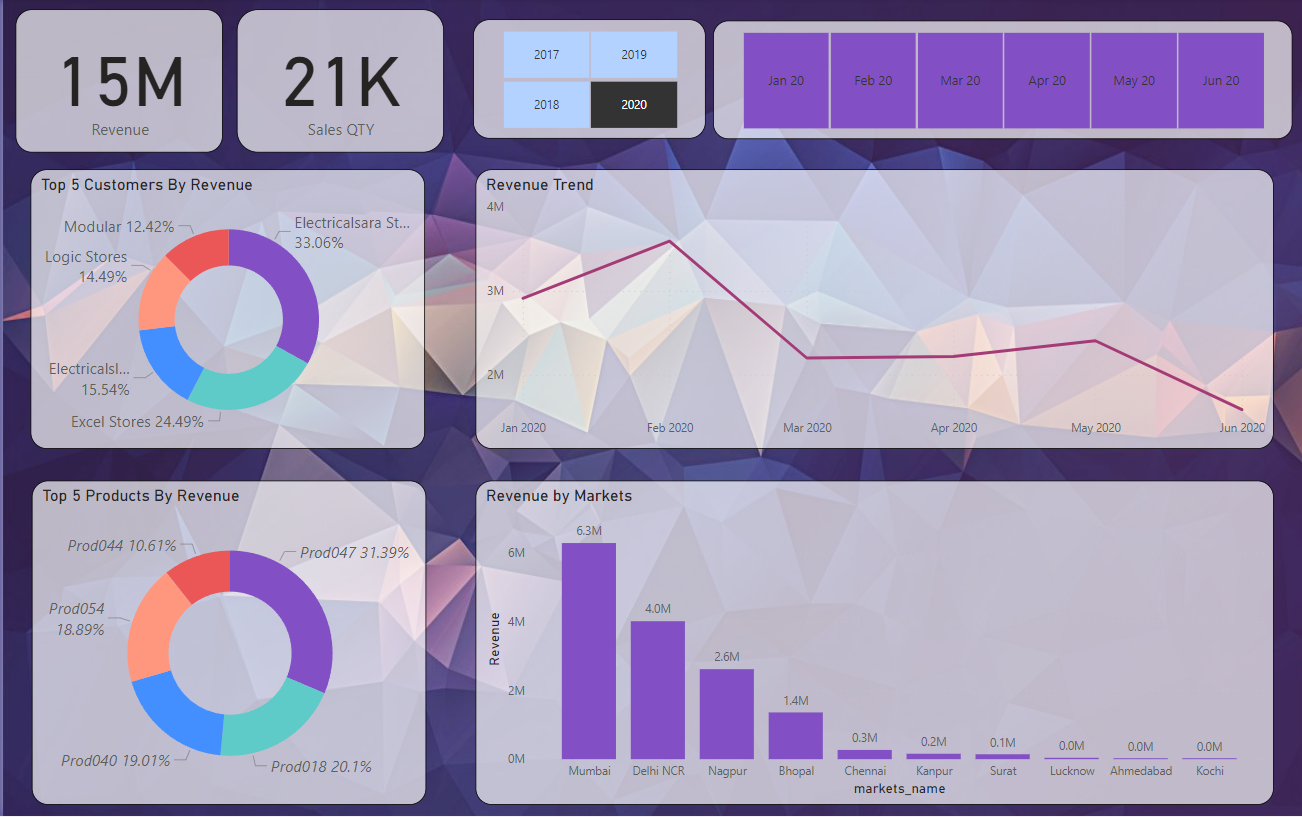 15M
Revenue
21K
Sales QTY
2017
2019
2018
2020
Jan 20
Feb 20
Mar 20
Apr 20
May 20
Jun 20
Top 5 Customers By Revenue
Modular 12.42%
Electricalsara St...
33.06%
Logic Stores
14.49%
Electricalsl...
15.54%
Excel Stores 24.49%
Revenue Trend
4M
3M
2M
Jan 2020
Feb 2020
Mar 2020
Apr 2020
May 2020
Jun 2020
Top 5 Products By Revenue
Prod044 10.61%
Prod047 31.39%
Prod054
18.89%
Prod040 19.01%
Prod018 20.1%
Revenue by Markets
Revenue
6M
4M
2M
0M
6.3M
4.0M
2.6M
1.4M
0.3M
0.2M
0.1M
0.0M
0.0M
0.0M
Mumbai
Delhi NCR
Nagpur
Bhopal
Chennai
Kanpur
Surat
Lucknow
Ahmedabad
Kochi
markets_name